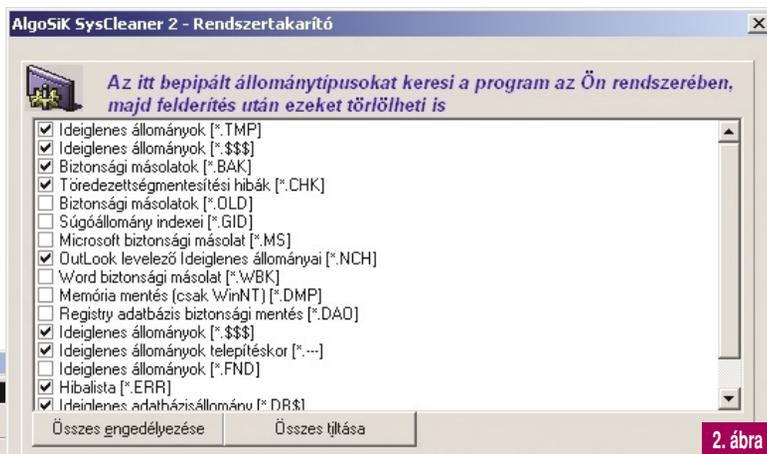 AlgoSiK SysCleaner 2 - Rendszertakarító
Az itt bepipált állománytípusokat keresi a program az Ön rendszerében,
majd felderítés után ezeket törlölheti is
Ideiglenes állományok [*.TMP]
Ideiglenes állományok [*.$$$]
Biztonsági másolatok [*.BAK]
Töredezettségmentesítési hibák [*.CHK]
Biztonsági másolatok [*.OLD]
Súgóállomány indexei [*.GID]
Microsoft biztonsági másolat [*.MS]
OutLook levelező Ideiglenes állományai [*.NCH]
Word biztonsági másolat [*.WBK]
Memória mentés (csak WinNT) [*.DMP]
Registry adatbázis biztonsági mentés [*.DAO]
Ideiglenes állományok [*.$$$]
Ideiglenes állományok telepítéskor [*.---]
Ideiglenes állományok [*.FND]
Hibalista [*.ERR]
Ideiglenes adatbázisállomány [*.DB$]
Összes engedélyezése Összes tiltása
2. ábra